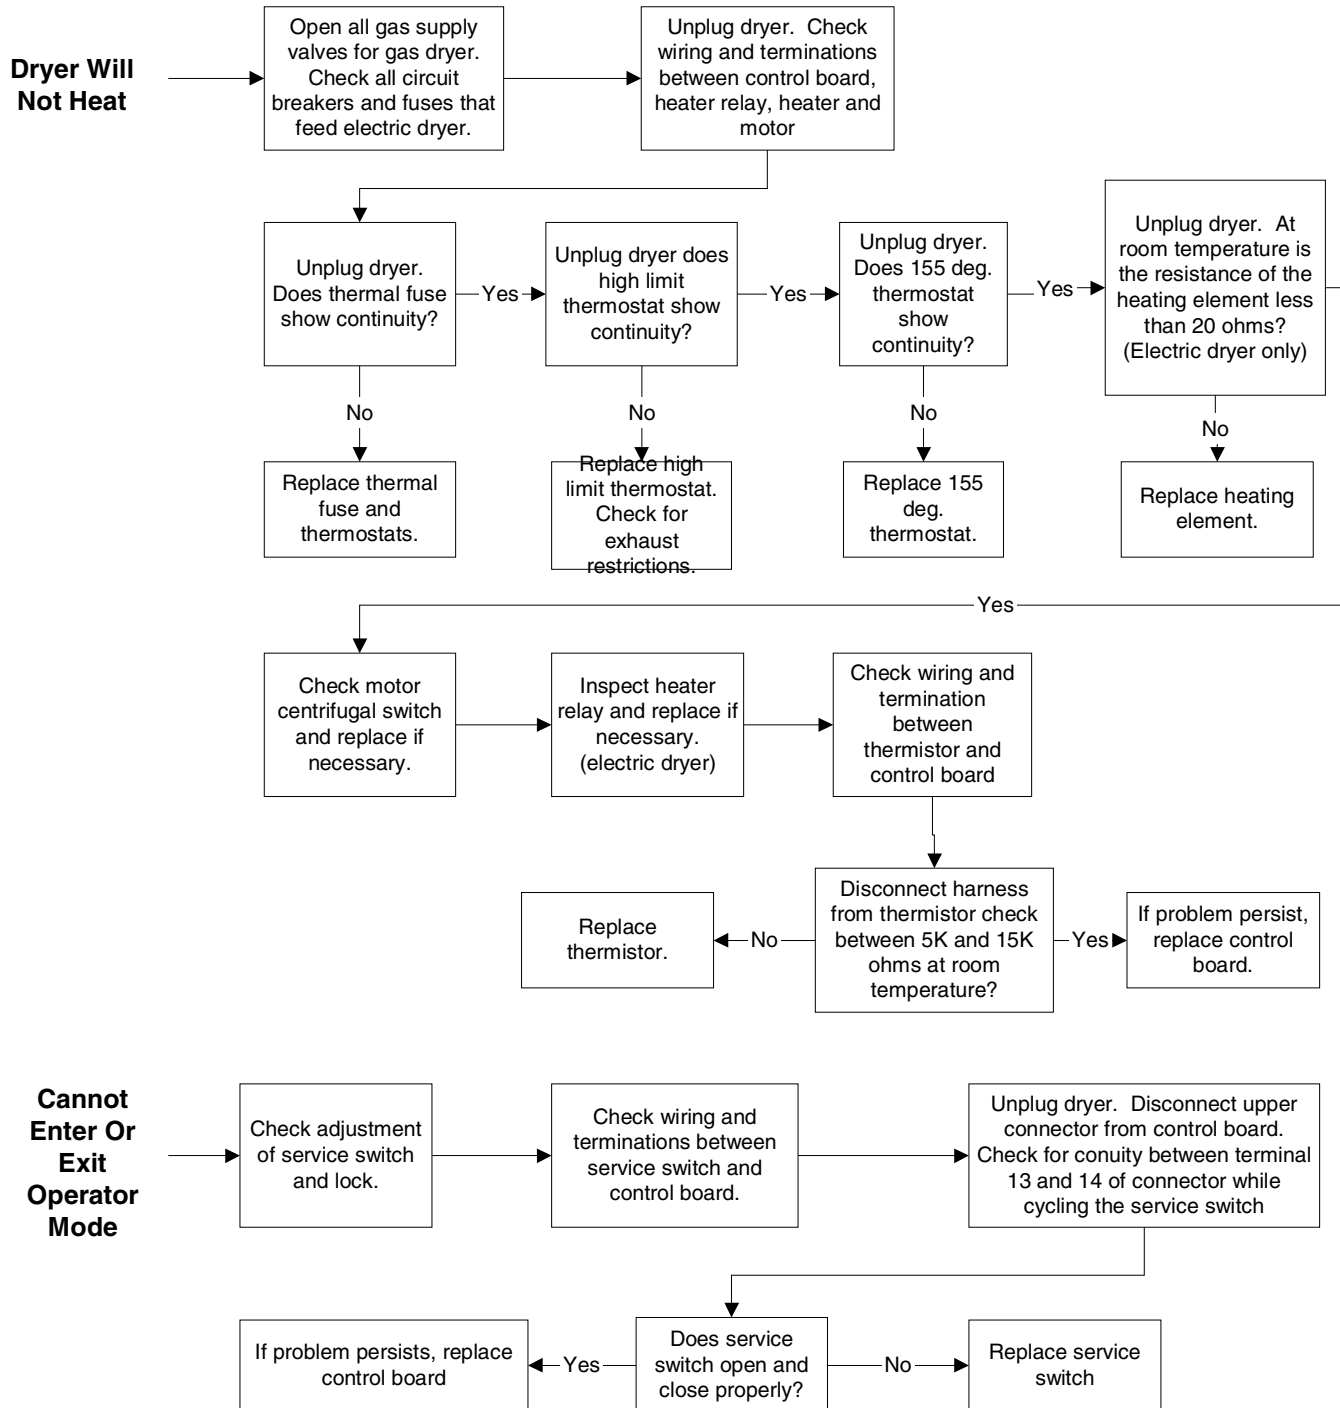 Dryer Will
Not Heat
Open all gas supply
valves for gas dryer.
Check all circuit
breakers and fuses that
feed electric dryer.
Unplug dryer. Check
wiring and terminations
between control board,
heater relay, heater and
motor
Unplug dryer.
Does thermal fuse
show continuity?
Yes
Unplug dryer does
high limit
thermostat show
continuity?
Yes
Unplug dryer.
Does 155 deg.
thermostat
show
continuity?
Yes
Unplug dryer. At
room temperature is
the resistance of the
heating element less
than 20 ohms?
(Electric dryer only)
No
No
No
No
Replace thermal
fuse and
thermostats.
Replace high
limit thermostat.
Check for
exhaust
restrictions.
Replace 155
deg.
thermostat.
Replace heating
element.
Yes
Check motor
centrifugal switch
and replace if
necessary.
Inspect heater
relay and replace if
necessary.
(electric dryer)
Check wiring and
termination
between
thermistor and
control board
Replace
thermistor.
No
Disconnect harness
from thermistor check
between 5K and 15K
ohms at room
temperature?
Yes
If problem persist,
replace control
board.
Cannot
Enter Or
Exit
Operator
Mode
Check adjustment
of service switch
and lock.
Check wiring and
terminations between
service switch and
control board.
Unplug dryer. Disconnect upper
connector from control board.
Check for conuity between terminal
13 and 14 of connector while
cycling the service switch
If problem persists, replace
control board
Yes
Does service
switch open and
close properly?
No
Replace service
switch